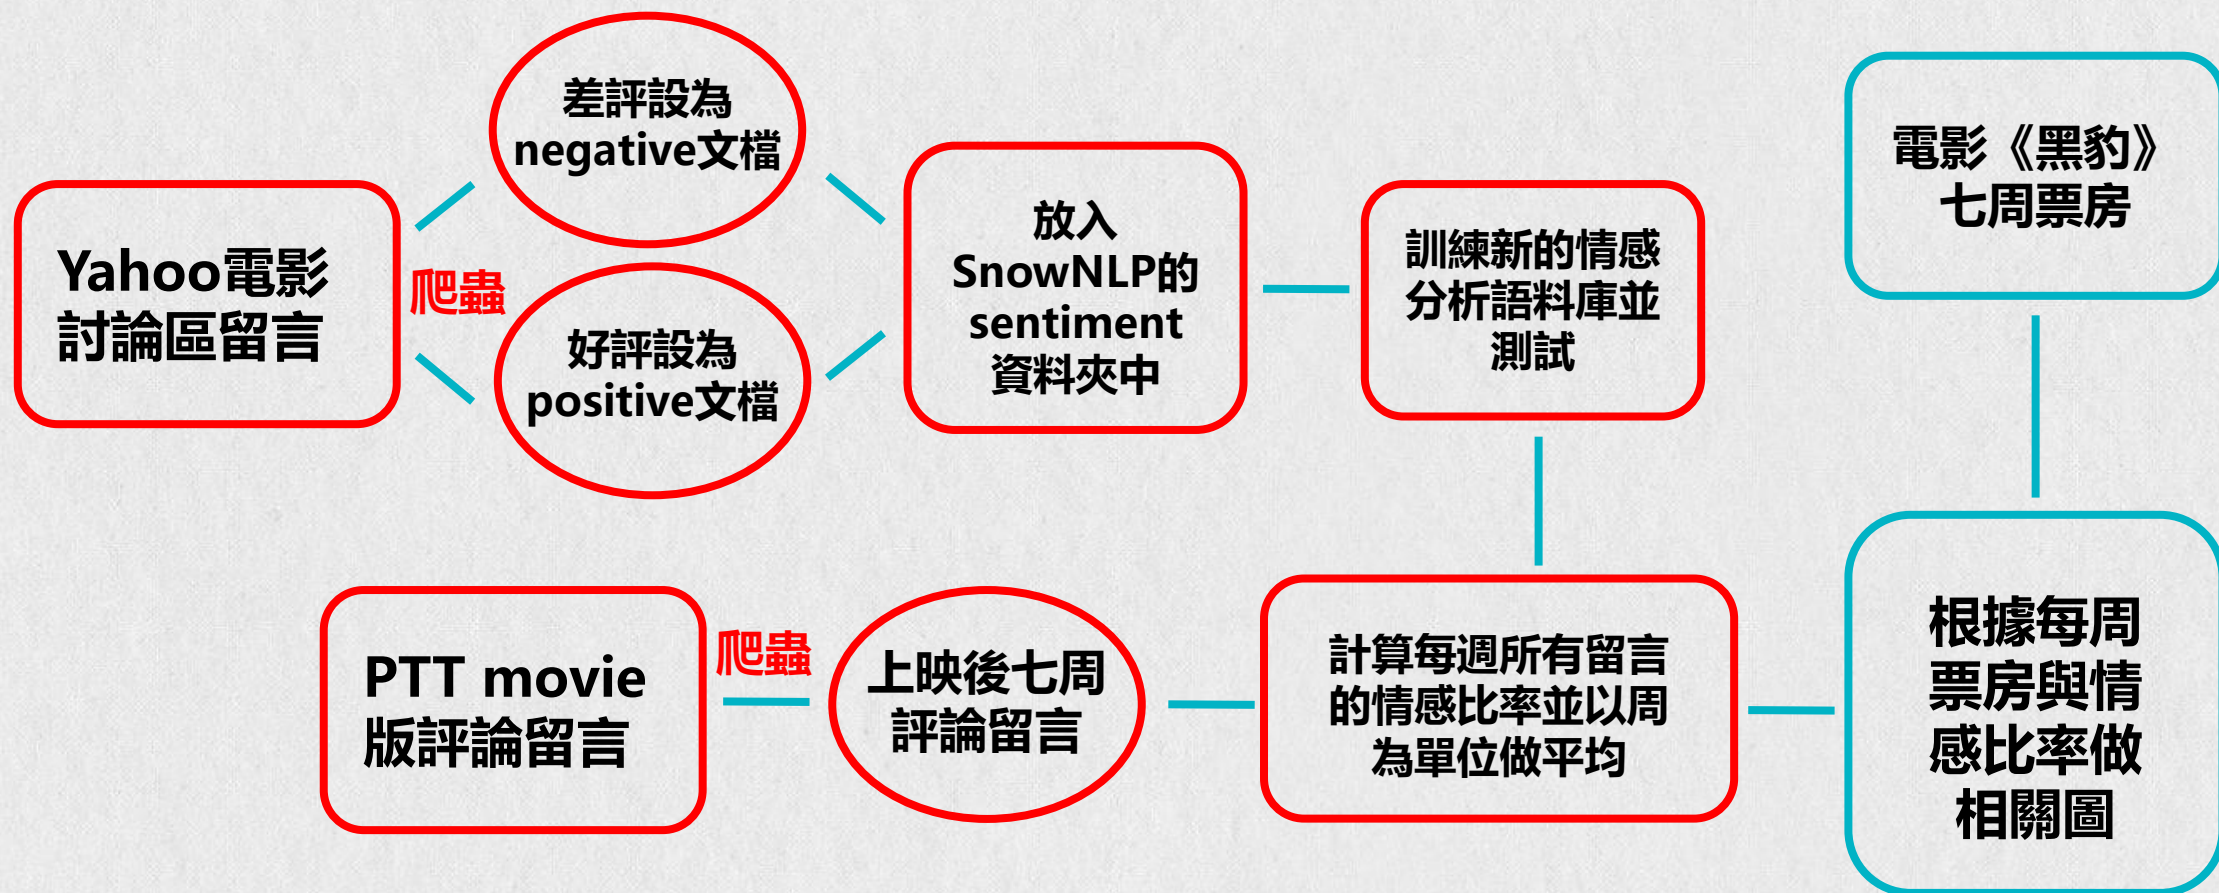 Yahoo電影
討論區留言
爬蟲
差評設為
negative文檔
好評設為
positive文檔
放入
SnowNLP的
sentiment
資料夾中
訓練新的情感
分析語料庫並
測試
電影《黑豹》
七周票房
PTT movie
版評論留言
爬蟲
上映後七周
評論留言
計算每週所有留言
的情感比率並以周
為單位做平均
根據每周
票房與情
感比率做
相關圖